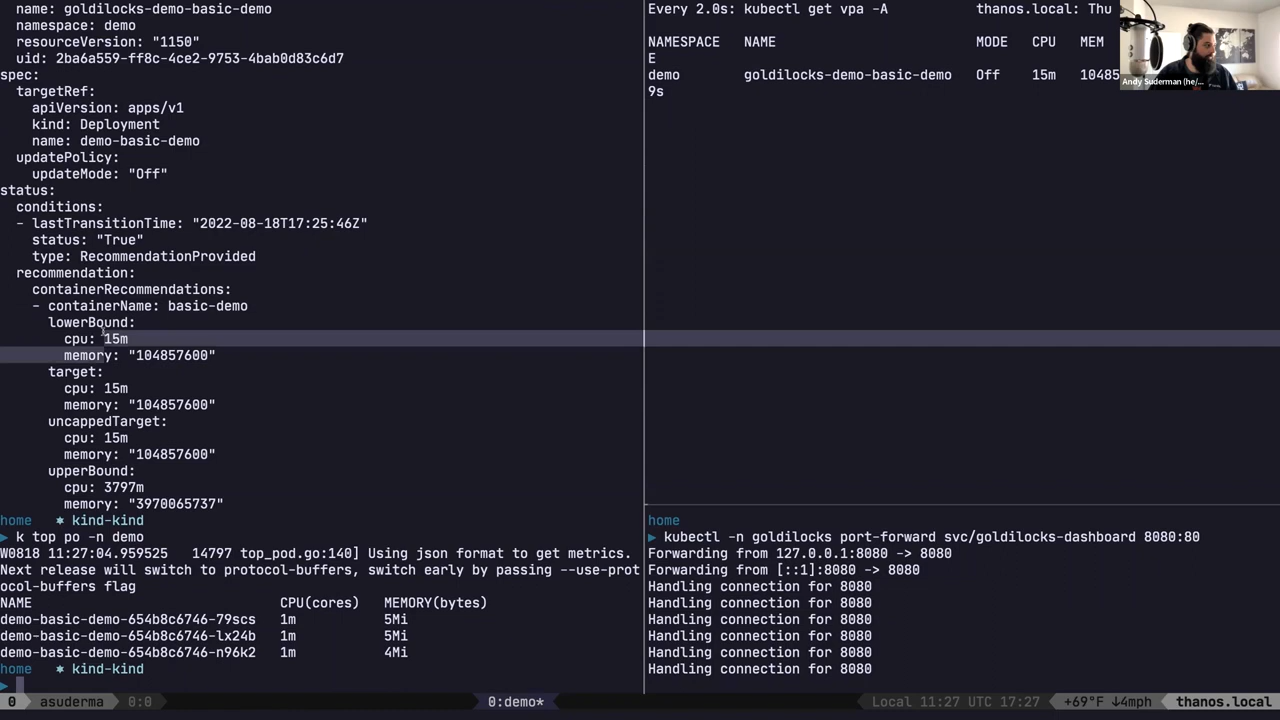 name: goldilocks-demo-basic-demo
namespace: demo
resourceVersion: "1150"
uid: 2ba6a559-ff8c-4ce2-9753-4bab0d83c6d7
spec:
targetRef:
apiVersion: apps/v1
kind: Deployment
name: demo-basic-demo
updatePolicy:
updateMode: "Off"
status:
conditions:
- lastTransitionTime: "2022-08-18T17:25:46Z"
status: "True"
type: RecommendationProvided
recommendation:
containerRecommendations:
- containerName: basic-demo
lowerBound:
cpu: 15m
memory: "104857600"
target:
cpu: 15m
memory: "104857600"
uncappedTarget:
cpu: 15m
memory: "104857600"
upperBound:
cpu: 3797m
memory: "3970065737"
home * kind-kind
▶ k top po -n demo
W0818 11:27:04.959525 14797 top_pod.go:140] Using json format to get metrics.
Next release will switch to protocol-buffers, switch early by passing --use-prot
ocol-buffers flag
NAME CPU(cores) MEMORY(bytes)
demo-basic-demo-654b8c6746-79scs 1m 5Mi
demo-basic-demo-654b8c6746-lx24b 1m 5Mi
demo-basic-demo-654b8c6746-n96k2 1m 4Mi
home * kind-kind
▶
Every 2.0s: kubectl get vpa -A thanos.local: Thu
NAMESPACE NAME MODE CPU MEM
E
demo goldilocks-demo-basic-demo Off 15m 10485
9s
Andy Suderman (he/...
home
▶ kubectl -n goldilocks port-forward svc/goldilocks-dashboard 8080:80
Forwarding from 127.0.0.1:8080 -> 8080
Forwarding from [::1]:8080 -> 8080
Handling connection for 8080
Handling connection for 8080
Handling connection for 8080
Handling connection for 8080
Handling connection for 8080
Handling connection for 8080
0 asuderma 0:0 0:demo* Local 11:27 UTC 17:27 +69°F ↓4mph thanos.local